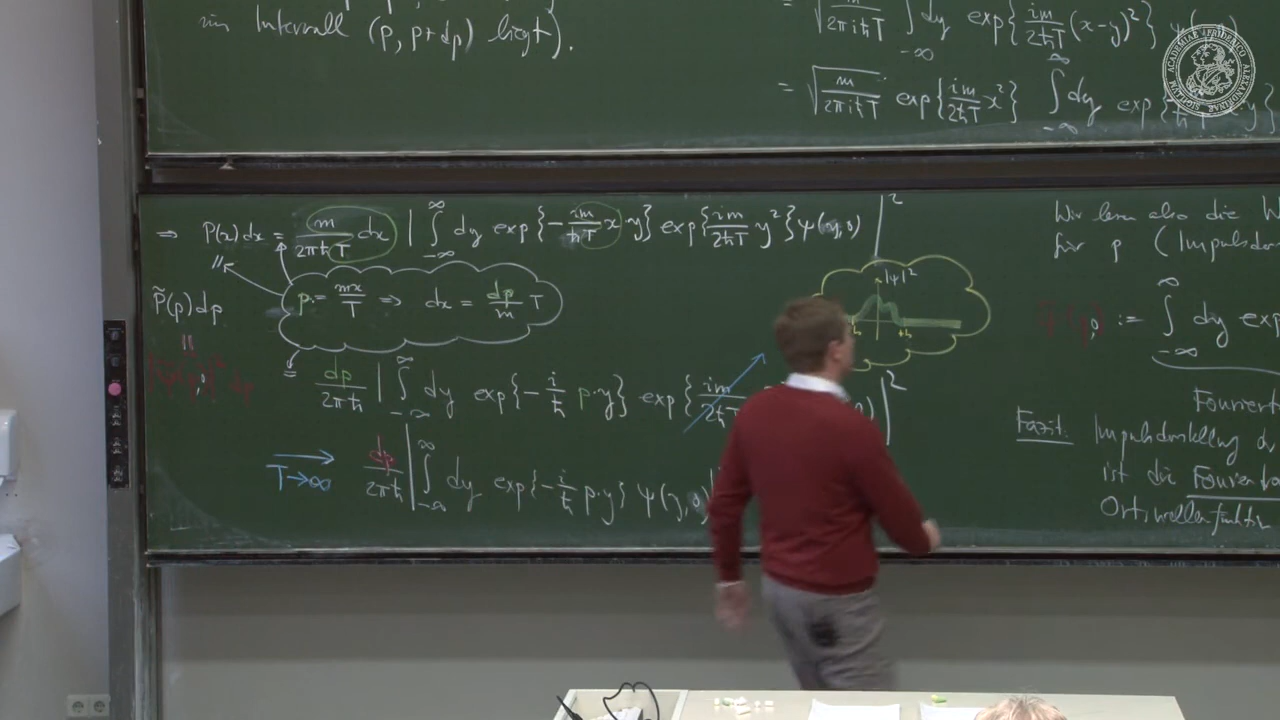 im Intervall (p, p+dp) liegt).
= √(m/(2πiħT)) ∫_{-∞} dy exp{im/(2ħT) (x-y)²}
= √(m/(2πiħT)) exp{im/(2ħT) x²} ∫_{-∞}^{∞} dy exp{
⇒ P(x)dx = m/(2πħT) dx |∫_{-∞}^{∞} dy exp{-im/(ħT) x y} exp{im/(2ħT) y²} ψ(y,0)|²
p := mx/T ⇒ dx = dp/m T
|ψ|²
P̃(p)dp
= dp/(2πħ) |∫_{-∞}^{∞} dy exp{-i/ħ p·y} exp{im/(2ħT)
T→∞ dp/(2πħ) |∫_{-∞}^{∞} dy exp{-i/ħ p·y} ψ(y,0)
Wir lesen also die
für p (Impulsdar
:= ∫_{-∞}^{∞} dy exp
Fourier
Fazit: Impulsdarstellung d
ist die Fourier
Ortswellenfunktion